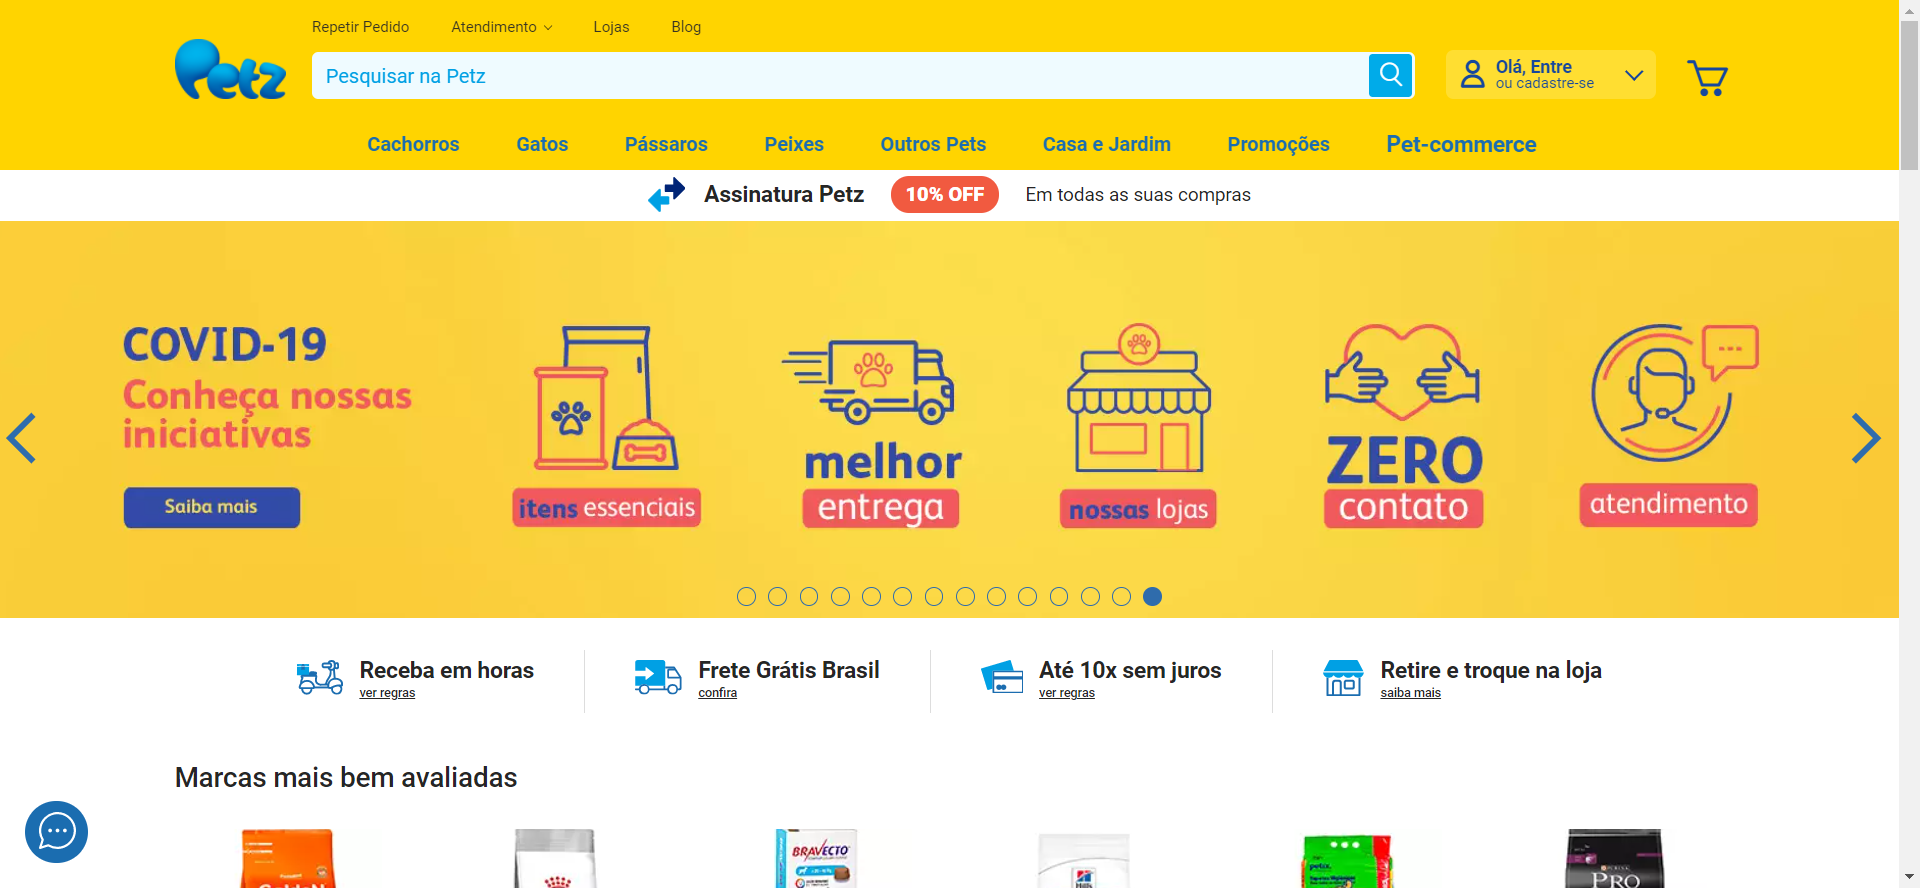 Repetir Pedido
Atendimento
Lojas
Blog
Petz
Pesquisar na Petz
Olá, Entre
ou cadastre-se
Cachorros
Gatos
Pássaros
Peixes
Outros Pets
Casa e Jardim
Promoções
Pet-commerce
Assinatura Petz
10% OFF
Em todas as suas compras
COVID-19
Conheça nossas
iniciativas
Saiba mais
itens essenciais
melhor
entrega
nossas lojas
ZERO
contato
atendimento
Receba em horas
ver regras
Frete Grátis Brasil
confira
Até 10x sem juros
ver regras
Retire e troque na loja
saiba mais
Marcas mais bem avaliadas
BRAVECTO
Hill's
petix
PURINA
PRO